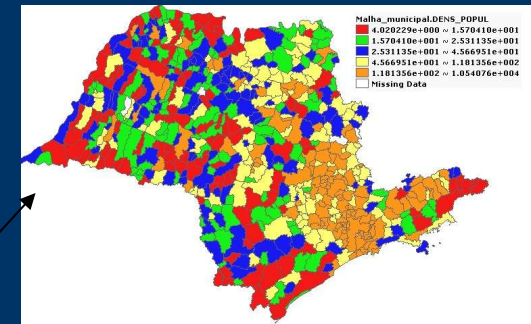 Malha_municipal.DENS_POPUL
4.020229e+000 ~ 1.570410e+001
1.570410e+001 ~ 2.531135e+001
2.531135e+001 ~ 4.566951e+001
4.566951e+001 ~ 1.181356e+002
1.181356e+002 ~ 1.054076e+004
Missing Data